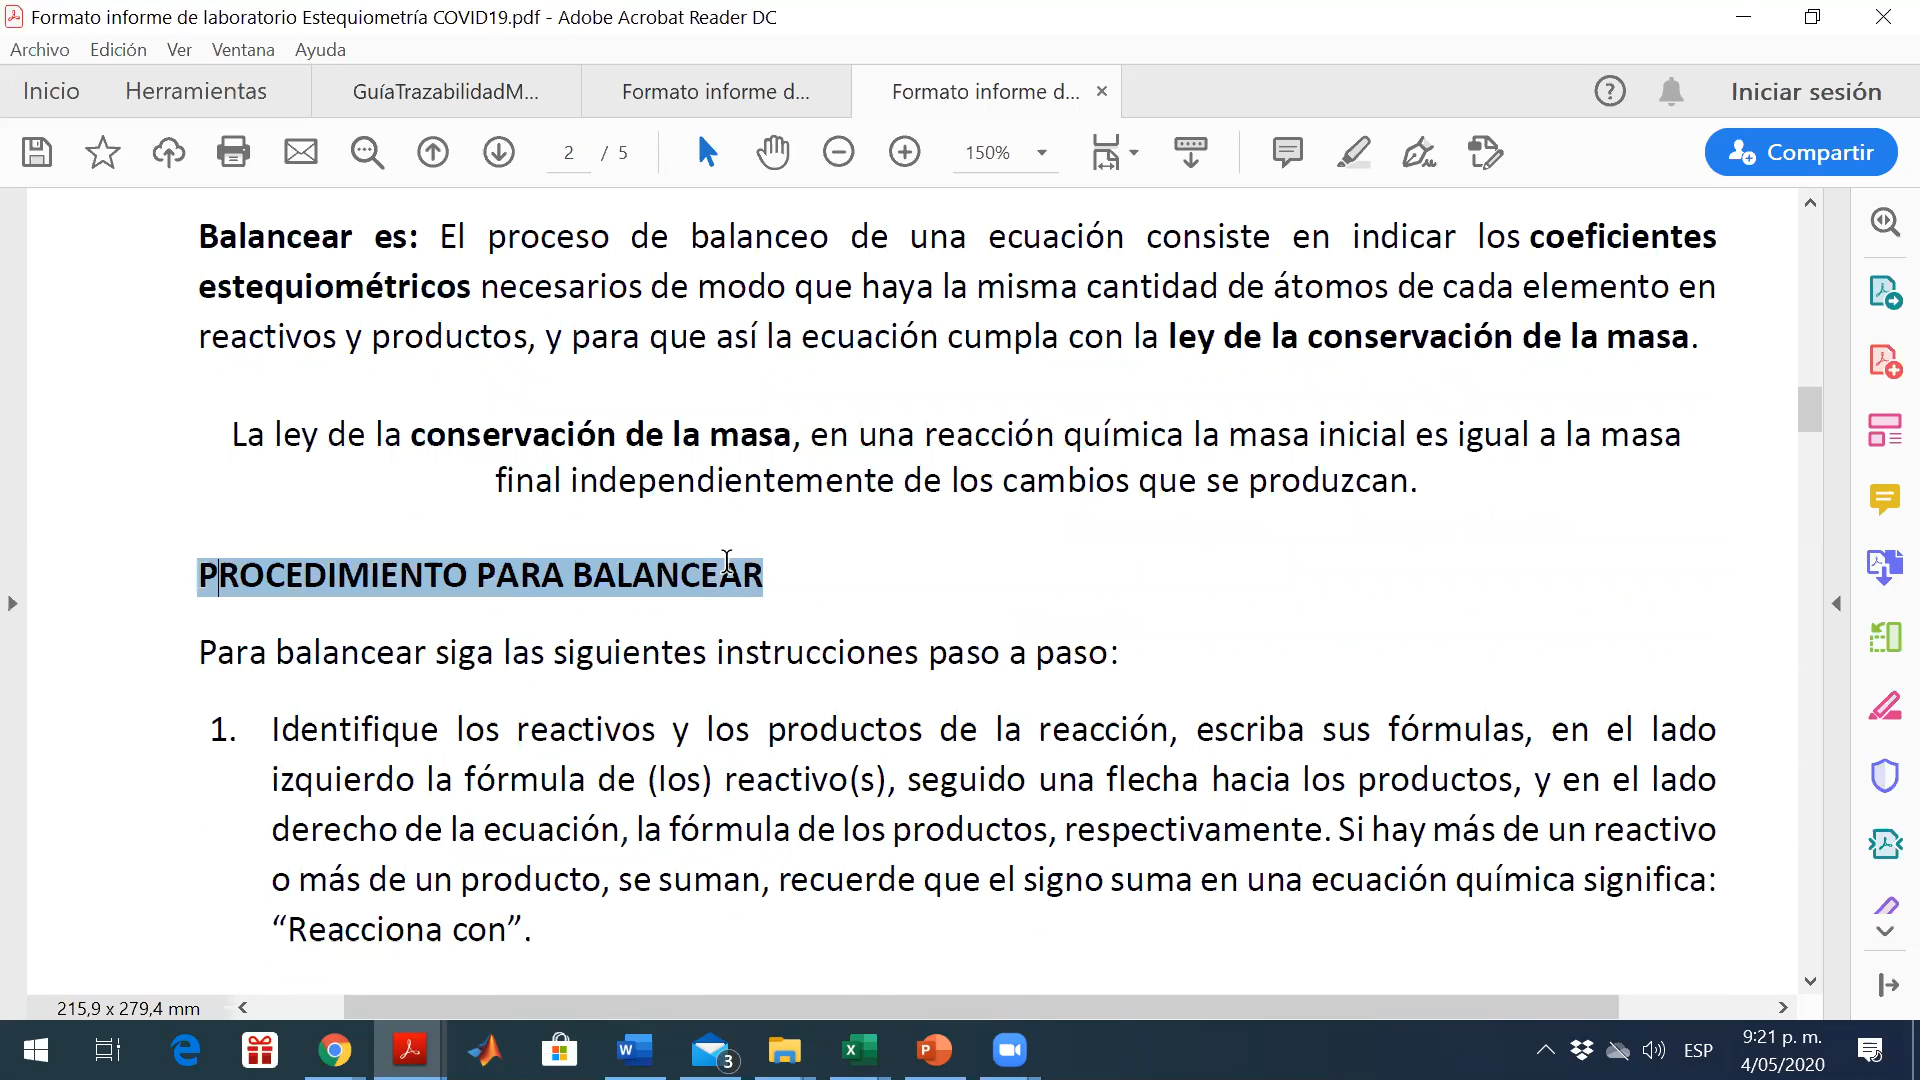 Formato informe de laboratorio Estequiometría COVID19.pdf - Adobe Acrobat Reader DC
Archivo Edición Ver Ventana Ayuda
Inicio Herramientas GuíaTrazabilidadM... Formato informe d... Formato informe d... Iniciar sesión
2 / 5 150% Compartir
Balancear es: El proceso de balanceo de una ecuación consiste en indicar los coeficientes
estequiométricos necesarios de modo que haya la misma cantidad de átomos de cada elemento en
reactivos y productos, y para que así la ecuación cumpla con la ley de la conservación de la masa.
La ley de la conservación de la masa, en una reacción química la masa inicial es igual a la masa
final independientemente de los cambios que se produzcan.
PROCEDIMIENTO PARA BALANCEAR
Para balancear siga las siguientes instrucciones paso a paso:
1. Identifique los reactivos y los productos de la reacción, escriba sus fórmulas, en el lado
izquierdo la fórmula de (los) reactivo(s), seguido una flecha hacia los productos, y en el lado
derecho de la ecuación, la fórmula de los productos, respectivamente. Si hay más de un reactivo
o más de un producto, se suman, recuerde que el signo suma en una ecuación química significa:
“Reacciona con”.
215,9 x 279,4 mm
3 ESP 9:21 p. m.
4/05/2020